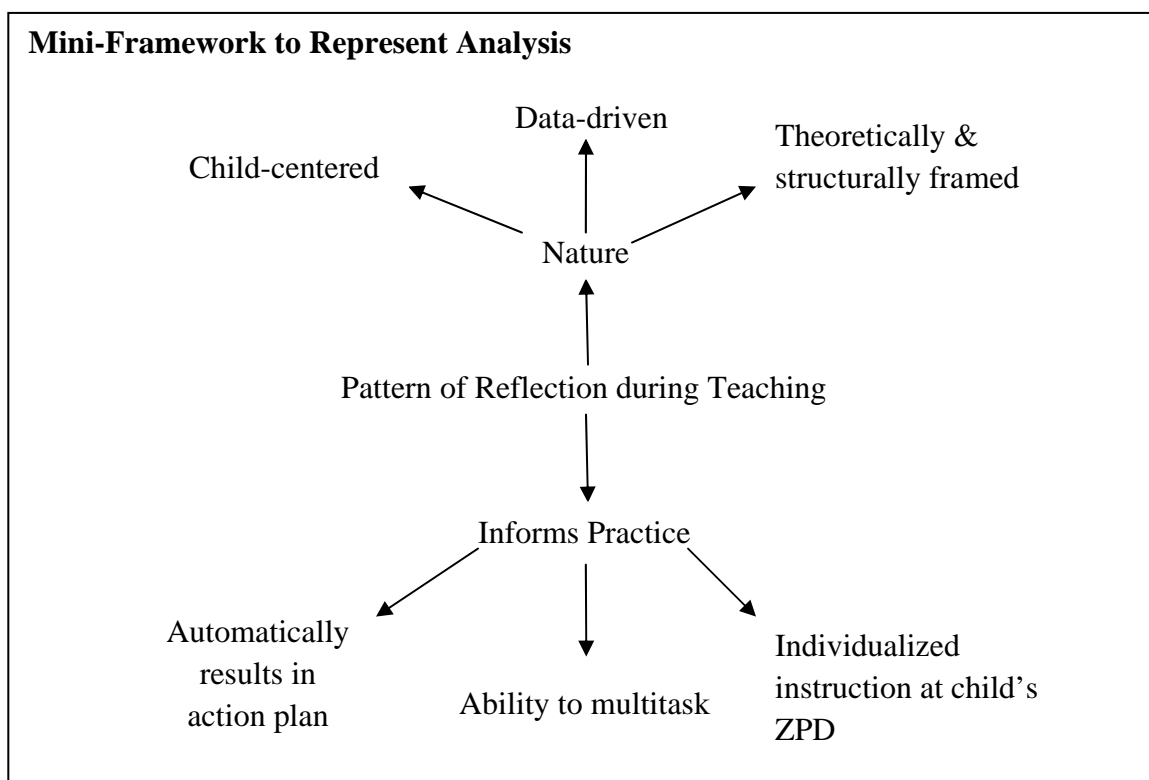 Mini-Framework to Represent Analysis
Data-driven
Child-centered
Theoretically &
structurally framed
Nature
Pattern of Reflection during Teaching
Informs Practice
Automatically
results in
action plan
Ability to multitask
Individualized
instruction at child’s
ZPD